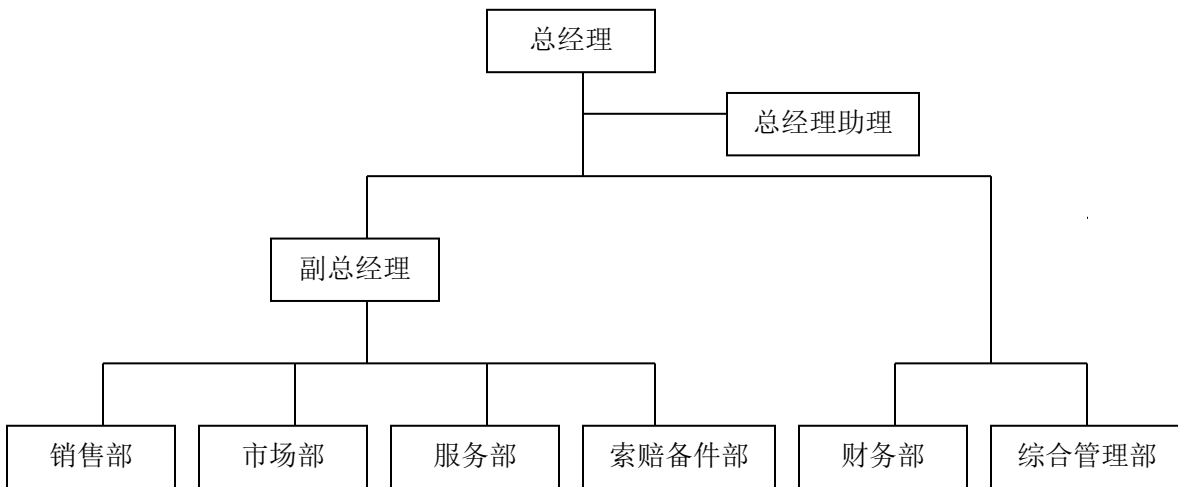 总经理
总经理助理
副总经理
销售部
市场部
服务部
索赔备件部
财务部
综合管理部